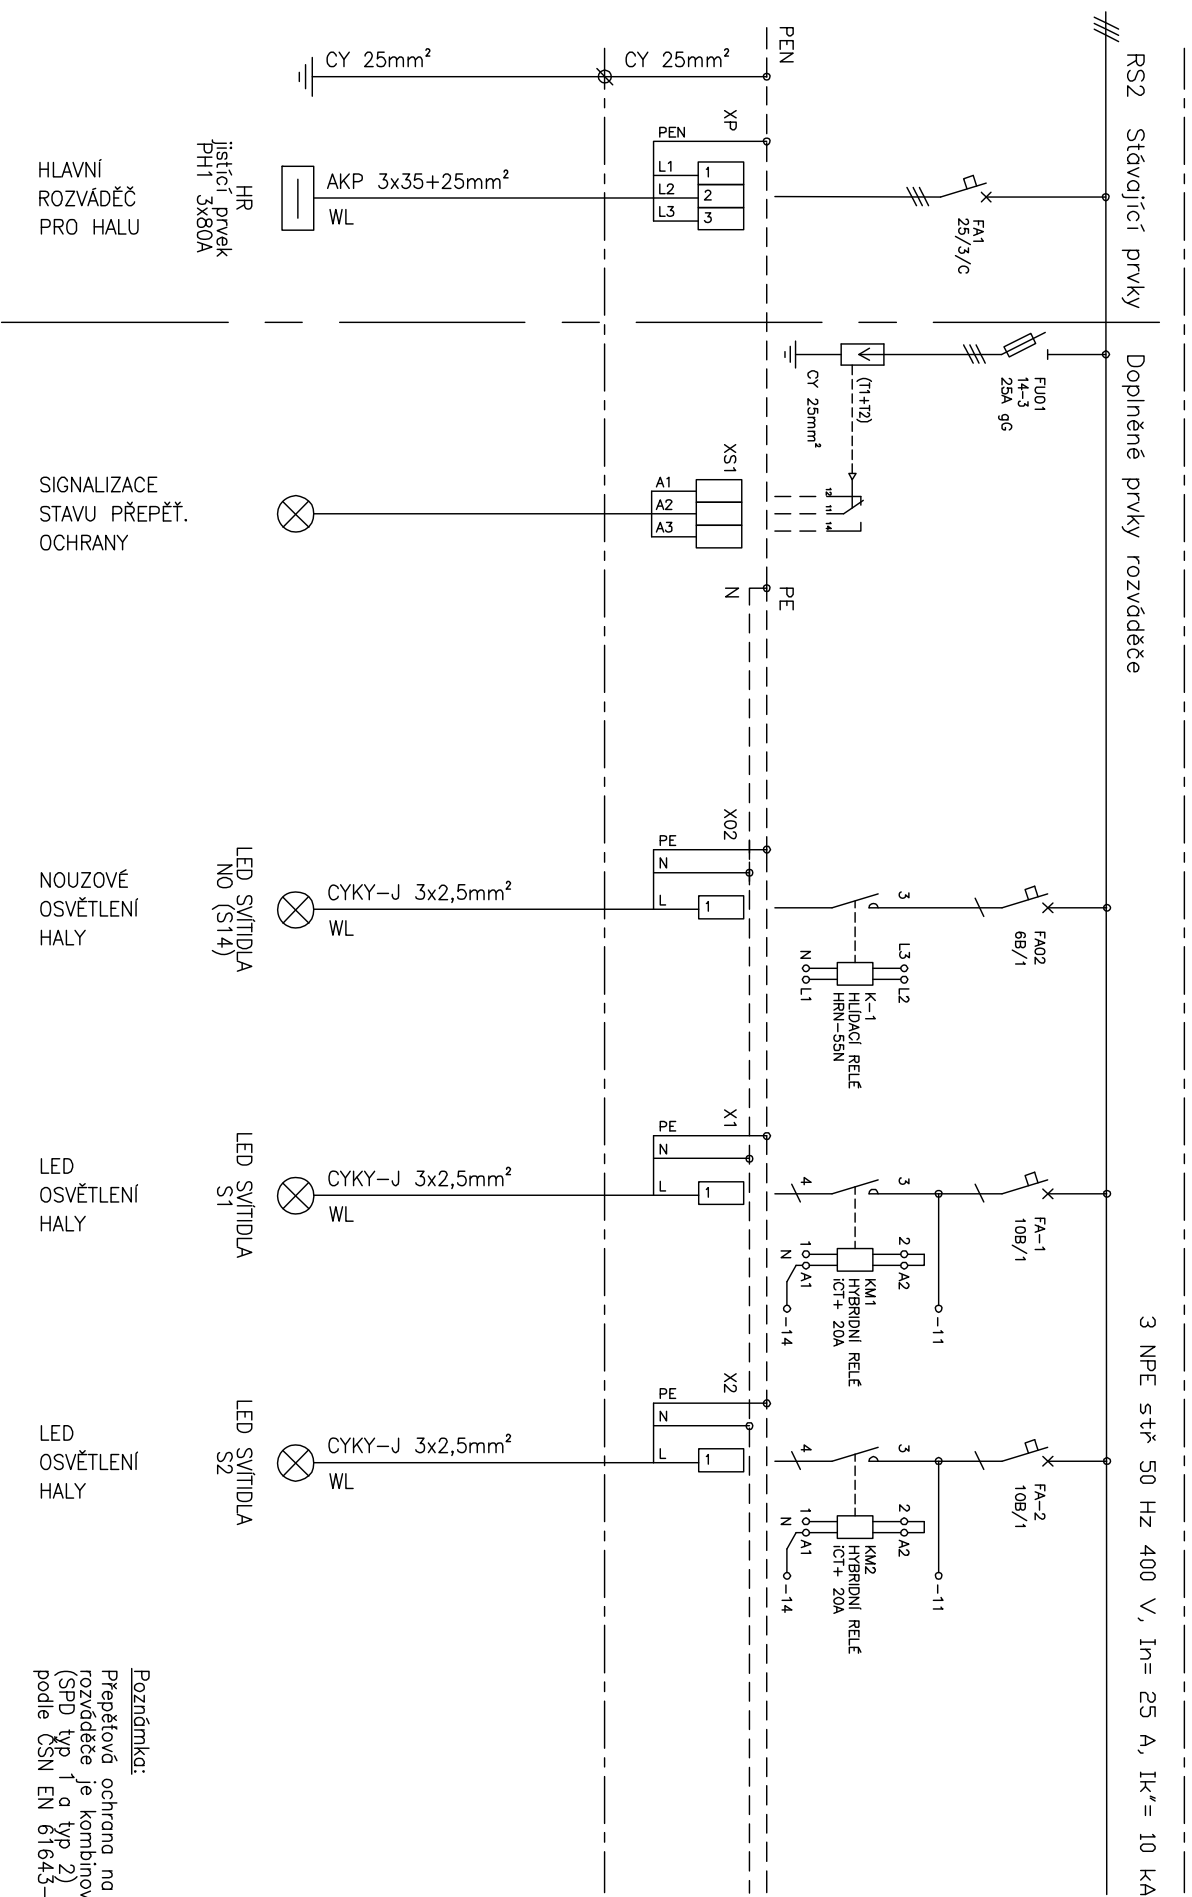 RS2 Stávající prvky
Doplněné prvky rozváděče
3 NPE stř 50 Hz 400 V, In= 25 A, Ik"= 10 kA
PEN
CY 25mm²
CY 25mm²
XP
PEN
L1
L2
L3
1
2
3
AKP 3x35+25mm²
WL
HR
jistící prvek
PH1 3x80A
HLAVNÍ
ROZVÁDĚČ
PRO HALU
FA1
25/3/C
FU01
14-3
25A gG
(T1+T2)
CY 25mm²
XS1
A1
A2
A3
12
11
14
SIGNALIZACE
STAVU PŘEPĚŤ.
OCHRANY
PE
N
X02
PE
N
L
1
CYKY-J 3x2,5mm²
WL
LED SVÍTIDLA
NO (S14)
NOUZOVÉ
OSVĚTLENÍ
HALY
FA02
6B/1
3
L3
L2
N
L1
K-1
HLÍDACÍ RELÉ
HRN-55N
X1
PE
N
L
1
CYKY-J 3x2,5mm²
WL
LED SVÍTIDLA
S1
LED
OSVĚTLENÍ
HALY
FA-1
10B/1
3
4
2
A2
1
N
A1
-11
-14
KM1
HYBRIDNÍ RELÉ
iCT+ 20A
X2
PE
N
L
1
CYKY-J 3x2,5mm²
WL
LED SVÍTIDLA
S2
LED
OSVĚTLENÍ
HALY
FA-2
10B/1
3
4
2
A2
1
N
A1
-11
-14
KM2
HYBRIDNÍ RELÉ
iCT+ 20A
Poznámka:
Přepěťová ochrana na
rozváděče je kombinov
(SPD typ 1 a typ 2)
podle ČSN EN 61643-